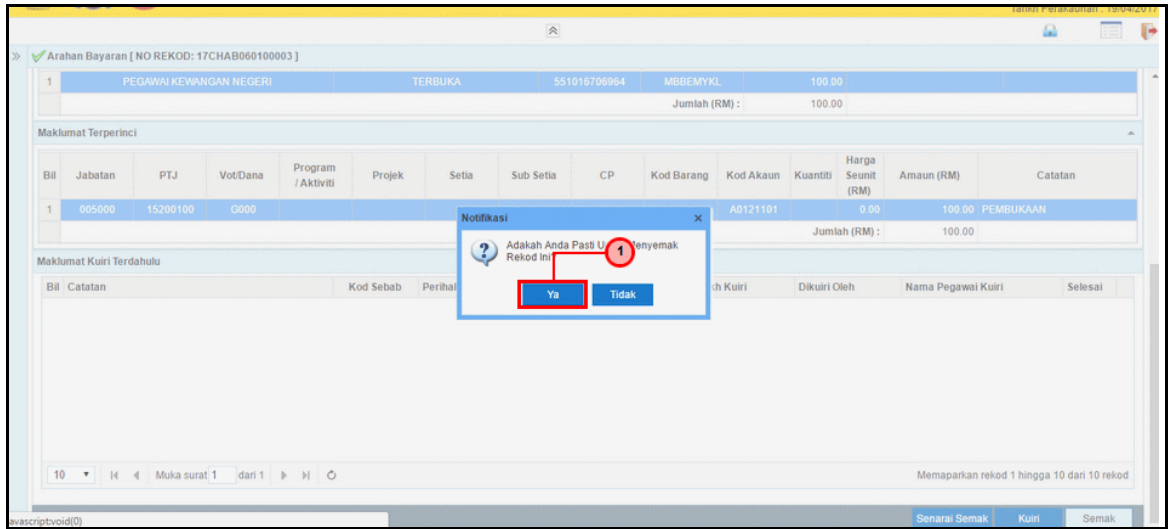 Tarikh Perakaunan : 19/04/2017
Arahan Bayaran [ NO REKOD: 17CHAB060100003 ]
1 PEGAWAI KEWANGAN NEGERI TERBUKA 551016706964 MBBEMYKL 100.00
Jumlah (RM) : 100.00
Maklumat Terperinci
Bil Jabatan PTJ Vot/Dana Program / Aktiviti Projek Setia Sub Setia CP Kod Barang Kod Akaun Kuantiti Harga Seunit (RM) Amaun (RM) Catatan
1 005000 15200100 G000 A0121101 0.00 100.00 PEMBUKAAN
Jumlah (RM) : 100.00
Notifikasi
Adakah Anda Pasti Menyemak
Rekod Ini?
1
Ya Tidak
Maklumat Kuiri Terdahulu
Bil Catatan Kod Sebab Kuiri Dikuiri Oleh Nama Pegawai Kuiri Selesai
10 Muka surat 1 dari 1
Memaparkan rekod 1 hingga 10 dari 10 rekod
avascript:void(0)
Senarai Semak Kuiri Semak